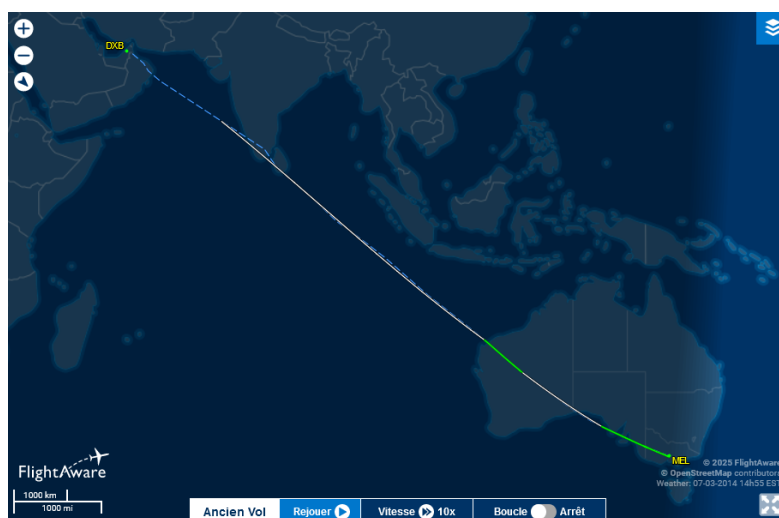 DXB
MEL
© 2025 FlightAware
© OpenStreetMap contributors
Weather: 07-03-2014 14h55 EST
FlightAware
1000 km
1000 mi
Ancien Vol
Rejouer
Vitesse
10x
Boucle
Arrêt